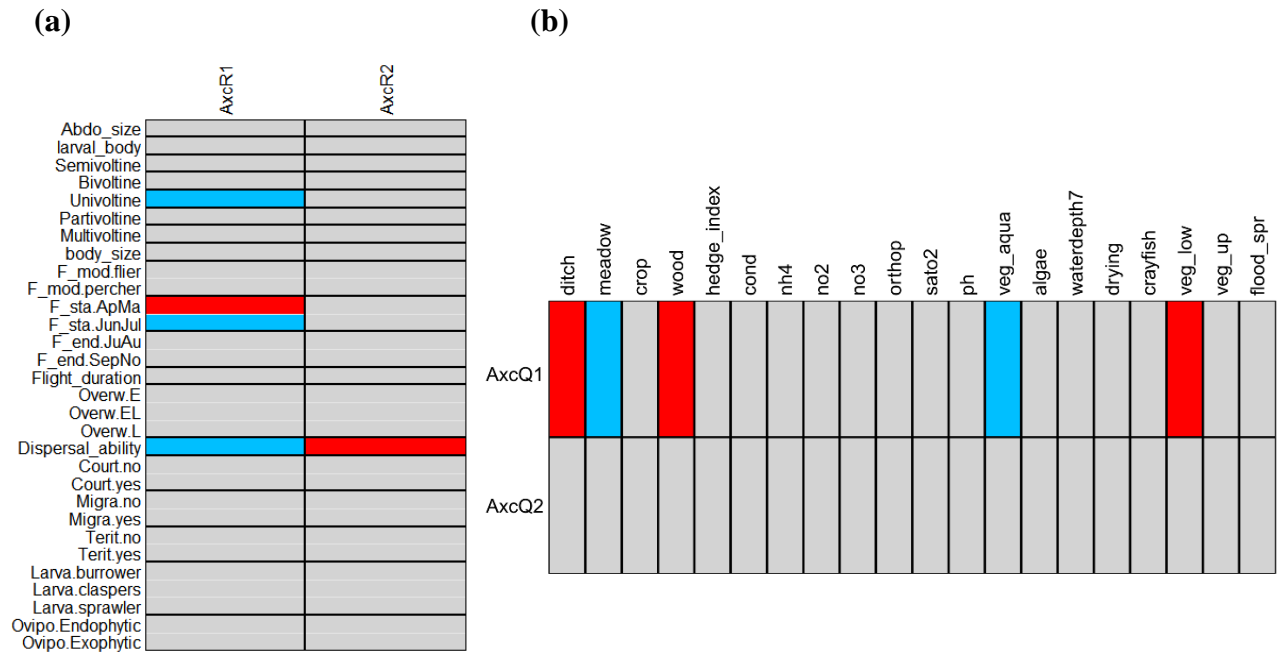 (a)
AxcR1
AxcR2
Abdo_size
larval_body
Semivoltine
Bivoltine
Univoltine
Partivoltine
Multivoltine
body_size
F_mod.flier
F_mod.percher
F_sta.ApMa
F_sta.JunJul
F_end.JuAu
F_end.SepNo
Flight_duration
Overw.E
Overw.EL
Overw.L
Dispersal_ability
Court.no
Court.yes
Migra.no
Migra.yes
Terit.no
Terit.yes
Larva.burrower
Larva.claspers
Larva.sprawler
Ovipo.Endophytic
Ovipo.Exophytic
(b)
ditch
meadow
crop
wood
hedge_index
cond
nh4
no2
no3
orthop
sato2
ph
veg_aqua
algae
waterdepth7
drying
crayfish
veg_low
veg_up
flood_spr
AxcQ1
AxcQ2